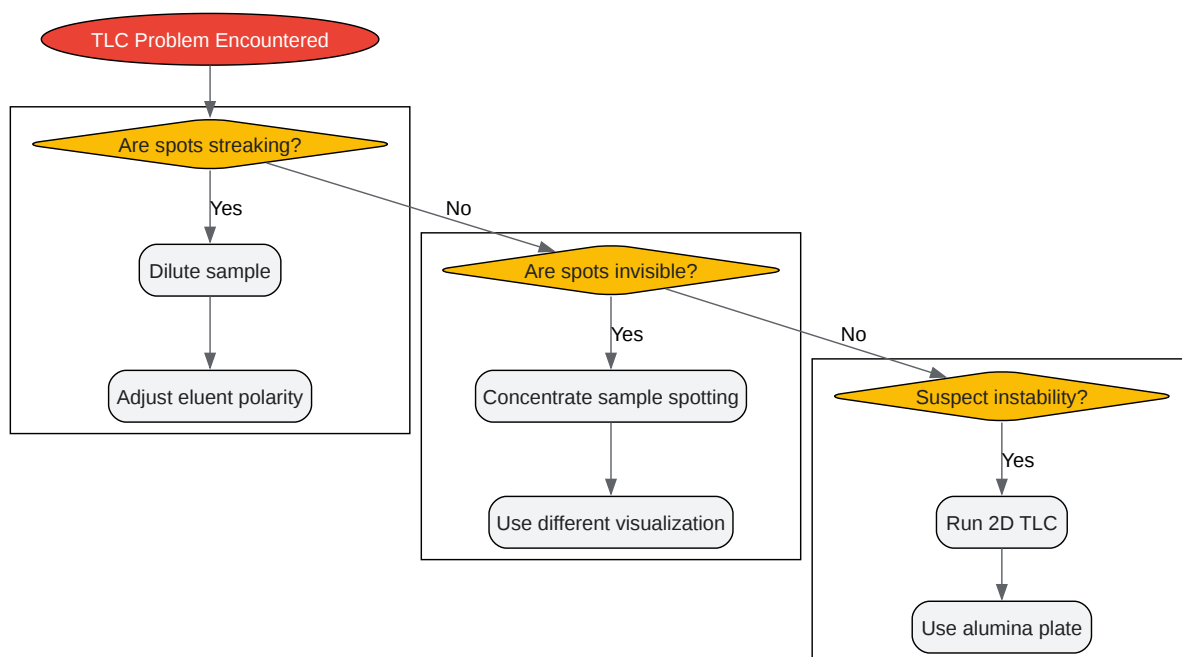 TLC Problem Encountered
Are spots streaking?
Yes
No
Dilute sample
Are spots invisible?
Adjust eluent polarity
Yes
No
Concentrate sample spotting
Suspect instability?
Use different visualization
Yes
Run 2D TLC
Use alumina plate